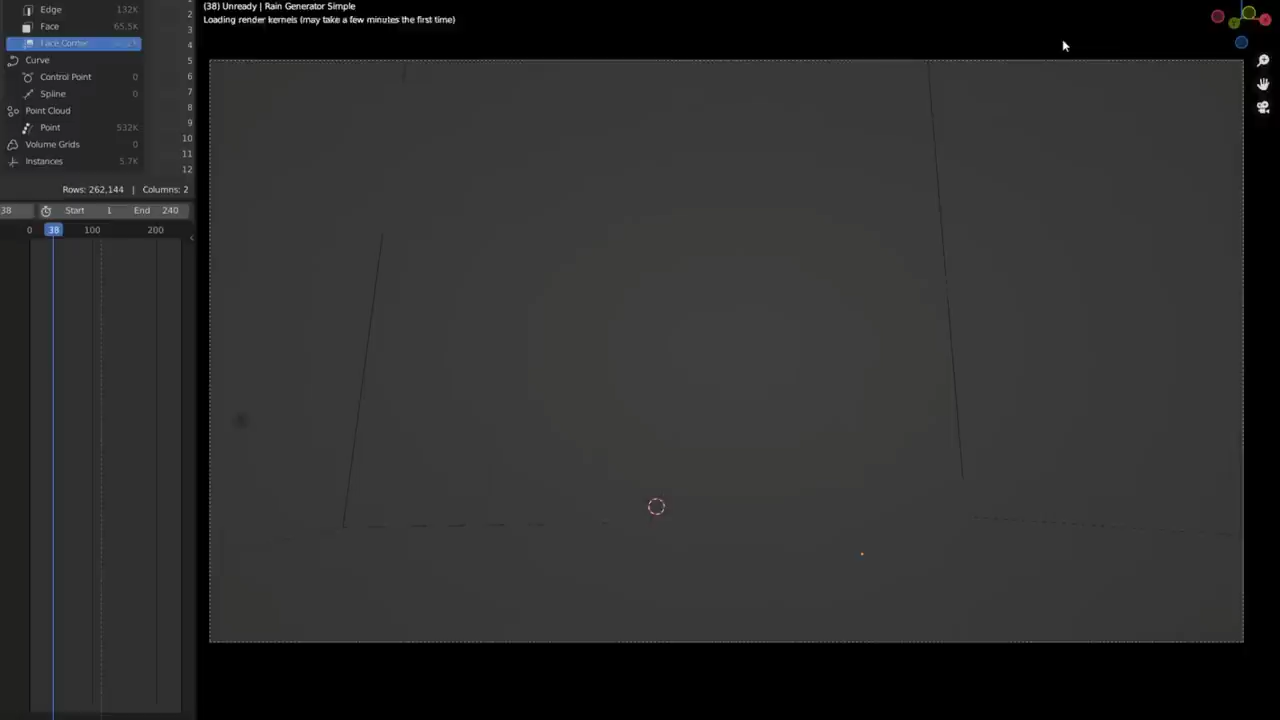 Edge 132K
Face 65.5K
Face Corner
Curve
Control Point 0
Spline 0
Point Cloud
Point 532K
Volume Grids 0
Instances 5.7K
2
3
4
5
6
7
8
9
10
11
12
Rows: 262,144 | Columns: 2
38 Start 1 End 240
0 38 100 200
(38) Unready | Rain Generator Simple
Loading render kernels (may take a few minutes the first time)